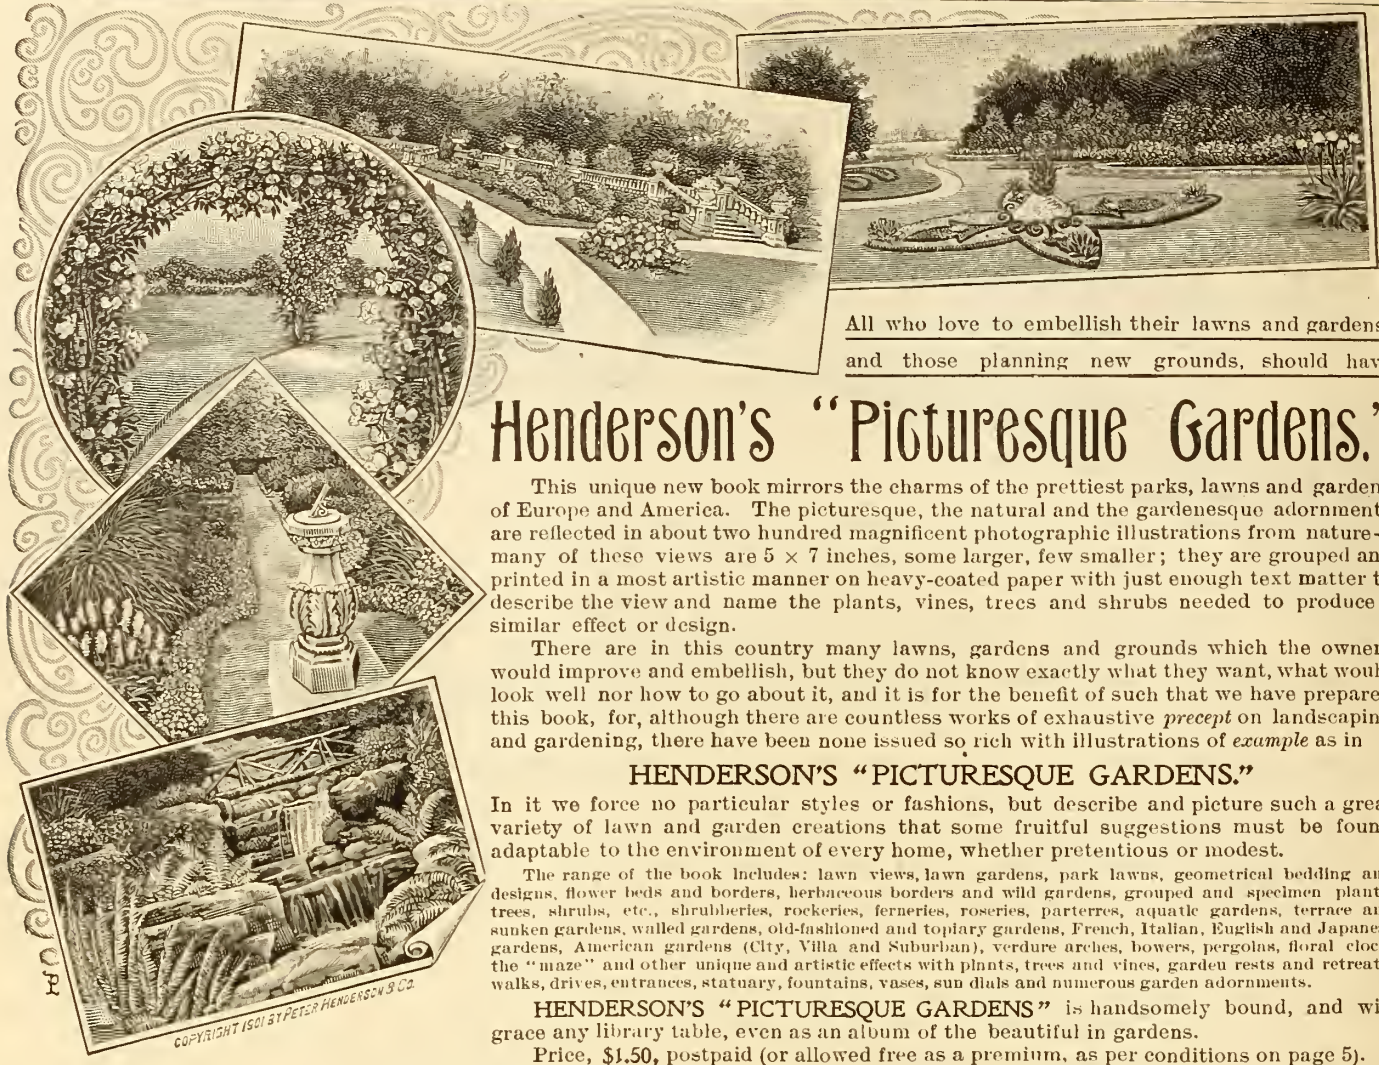 All who love to embellish their lawns and gardens
and those planning new grounds, should hav
Henderson's "Picturesque Gardens."
This unique new book mirrors the charms of the prettiest parks, lawns and garden
of Europe and America. The picturesque, the natural and the gardenesque adornment
are reflected in about two hundred magnificent photographic illustrations from nature-
many of these views are 5 × 7 inches, some larger, few smaller; they are grouped an
printed in a most artistic manner on heavy-coated paper with just enough text matter t
describe the view and name the plants, vines, trees and shrubs needed to produce
similar effect or design.
There are in this country many lawns, gardens and grounds which the owner
would improve and embellish, but they do not know exactly what they want, what woul
look well nor how to go about it, and it is for the benefit of such that we have prepare
this book, for, although there are countless works of exhaustive precept on landscapin
and gardening, there have been none issued so rich with illustrations of example as in
HENDERSON'S "PICTURESQUE GARDENS."
In it we force no particular styles or fashions, but describe and picture such a grea
variety of lawn and garden creations that some fruitful suggestions must be foun
adaptable to the environment of every home, whether pretentious or modest.
The range of the book includes: lawn views, lawn gardens, park lawns, geometrical bedding an
designs, flower beds and borders, herbaceous borders and wild gardens, grouped and specimen plant
trees, shrubs, etc., shrubberies, rockeries, ferneries, roseries, parterres, aquatic gardens, terrace an
sunken gardens, walled gardens, old-fashioned and topiary gardens, French, Italian, English and Japanes
gardens, American gardens (City, Villa and Suburban), verdure arches, bowers, pergolas, floral cloc
the "maze" and other unique and artistic effects with plants, trees and vines, garden rests and retreat
walks, drives, entrances, statuary, fountains, vases, sun dials and numerous garden adornments.
HENDERSON'S "PICTURESQUE GARDENS" is handsomely bound, and wi
grace any library table, even as an album of the beautiful in gardens.
Price, $1.50, postpaid (or allowed free as a premium, as per conditions on page 5).
COPYRIGHT 1901 BY PETER HENDERSON & CO.